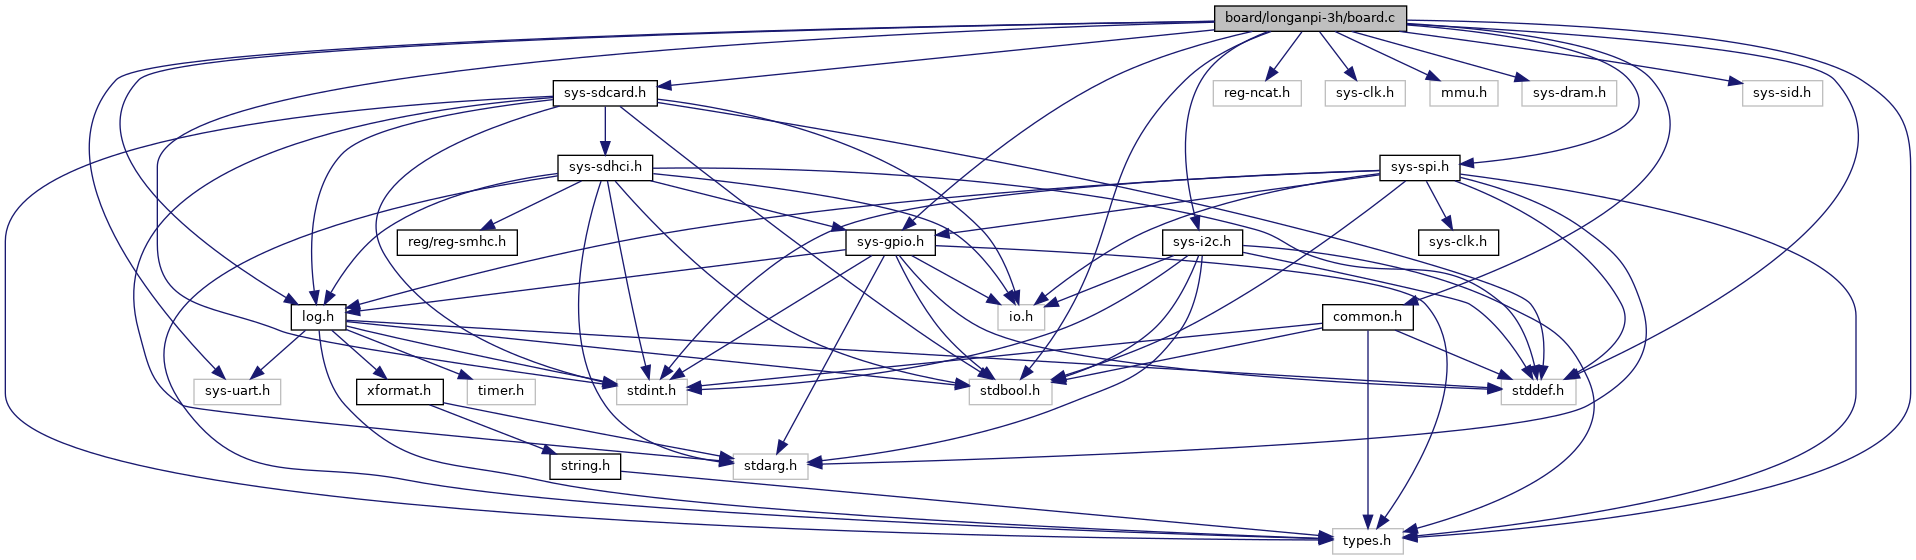 board/longanpi-3h/board.c
sys-sdcard.h
reg-ncat.h
sys-clk.h
mmu.h
sys-dram.h
sys-sid.h
sys-sdhci.h
sys-spi.h
reg/reg-smhc.h
sys-gpio.h
sys-i2c.h
sys-clk.h
log.h
io.h
common.h
sys-uart.h
xformat.h
timer.h
stdint.h
stdbool.h
stddef.h
string.h
stdarg.h
types.h